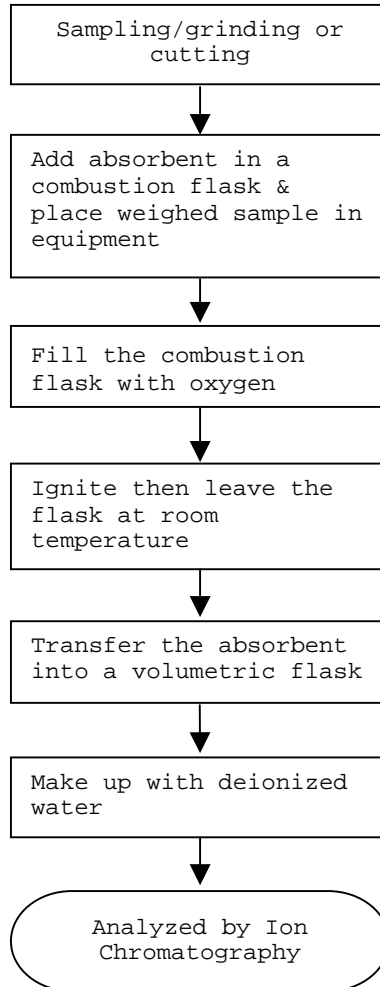 Sampling/grinding or
cutting
Add absorbent in a
combustion flask &
place weighed sample in
equipment
Fill the combustion
flask with oxygen
Ignite then leave the
flask at room
temperature
Transfer the absorbent
into a volumetric flask
Make up with deionized
water
Analyzed by Ion
Chromatography